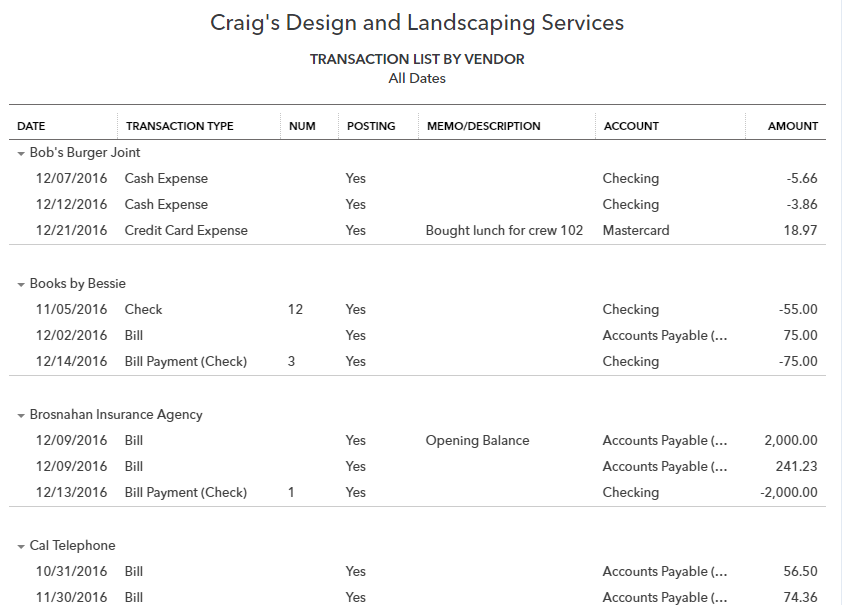 Craig's Design and Landscaping Services
TRANSACTION LIST BY VENDOR
All Dates
DATE TRANSACTION TYPE NUM POSTING MEMO/DESCRIPTION ACCOUNT AMOUNT
Bob's Burger Joint
12/07/2016 Cash Expense Yes Checking -5.66
12/12/2016 Cash Expense Yes Checking -3.86
12/21/2016 Credit Card Expense Yes Bought lunch for crew 102 Mastercard 18.97
Books by Bessie
11/05/2016 Check 12 Yes Checking -55.00
12/02/2016 Bill Yes Accounts Payable (... 75.00
12/14/2016 Bill Payment (Check) 3 Yes Checking -75.00
Brosnahan Insurance Agency
12/09/2016 Bill Yes Opening Balance Accounts Payable (... 2,000.00
12/09/2016 Bill Yes Accounts Payable (... 241.23
12/13/2016 Bill Payment (Check) 1 Yes Checking -2,000.00
Cal Telephone
10/31/2016 Bill Yes Accounts Payable (... 56.50
11/30/2016 Bill Yes Accounts Payable (... 74.36